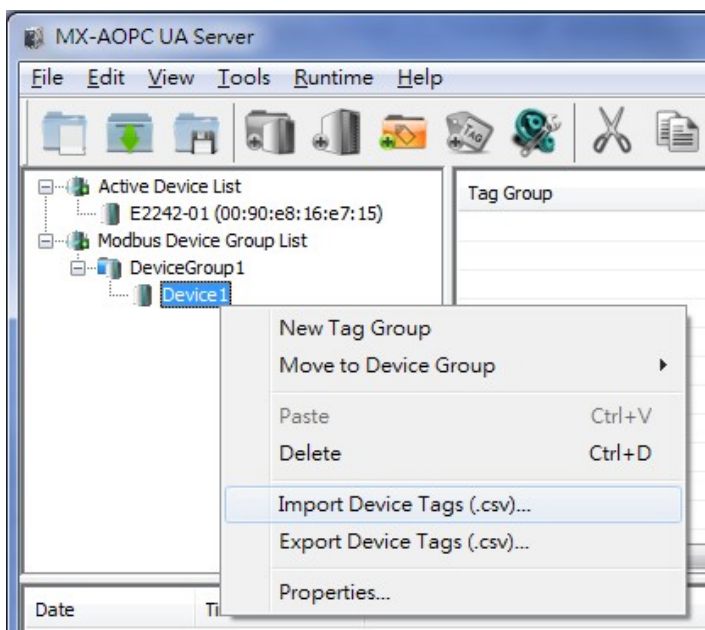 MX-AOPC UA Server
File Edit View Tools Runtime Help
TAG
Active Device List
E2242-01 (00:90:e8:16:e7:15)
Modbus Device Group List
DeviceGroup1
Device1
Tag Group
New Tag Group
Move to Device Group
Paste Ctrl+V
Delete Ctrl+D
Import Device Tags (.csv)...
Export Device Tags (.csv)...
Properties...
Date